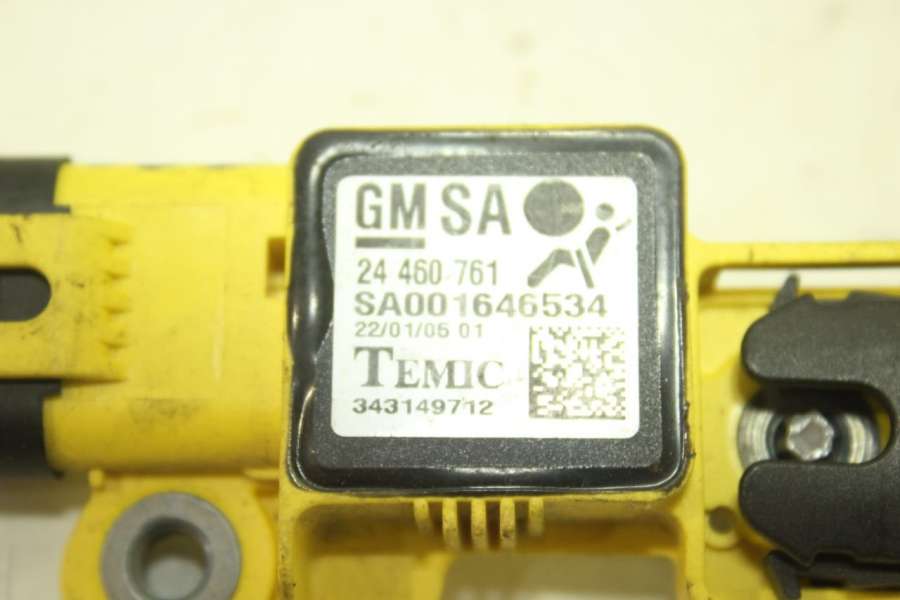 GM SA
24 460 761
SA001646534
22/01/05 01
TEMIC
343149712